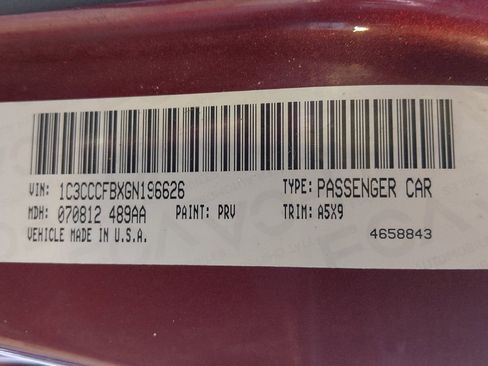 VIN: 1C3CCCFBXGN196626 TYPE: PASSENGER CAR
MDH: 070812 489AA PAINT: PRV TRIM: A5X9
VEHICLE MADE IN U.S.A. 4658843